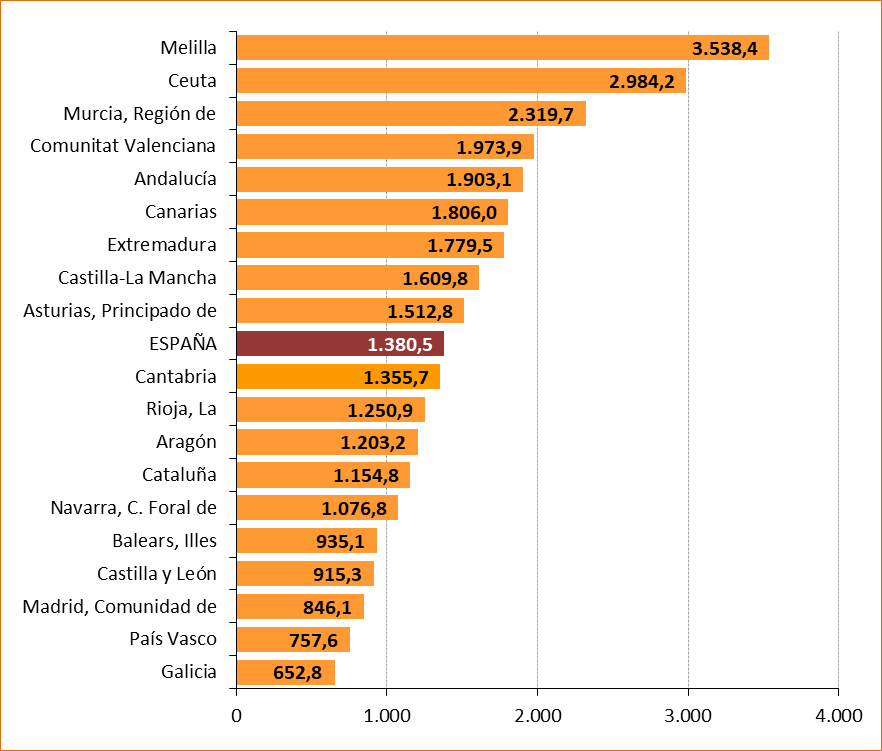 Melilla 3.538,4
Ceuta 2.984,2
Murcia, Región de 2.319,7
Comunitat Valenciana 1.973,9
Andalucía 1.903,1
Canarias 1.806,0
Extremadura 1.779,5
Castilla-La Mancha 1.609,8
Asturias, Principado de 1.512,8
ESPAÑA 1.380,5
Cantabria 1.355,7
Rioja, La 1.250,9
Aragón 1.203,2
Cataluña 1.154,8
Navarra, C. Foral de 1.076,8
Balears, Illes 935,1
Castilla y León 915,3
Madrid, Comunidad de 846,1
País Vasco 757,6
Galicia 652,8
0 1.000 2.000 3.000 4.000